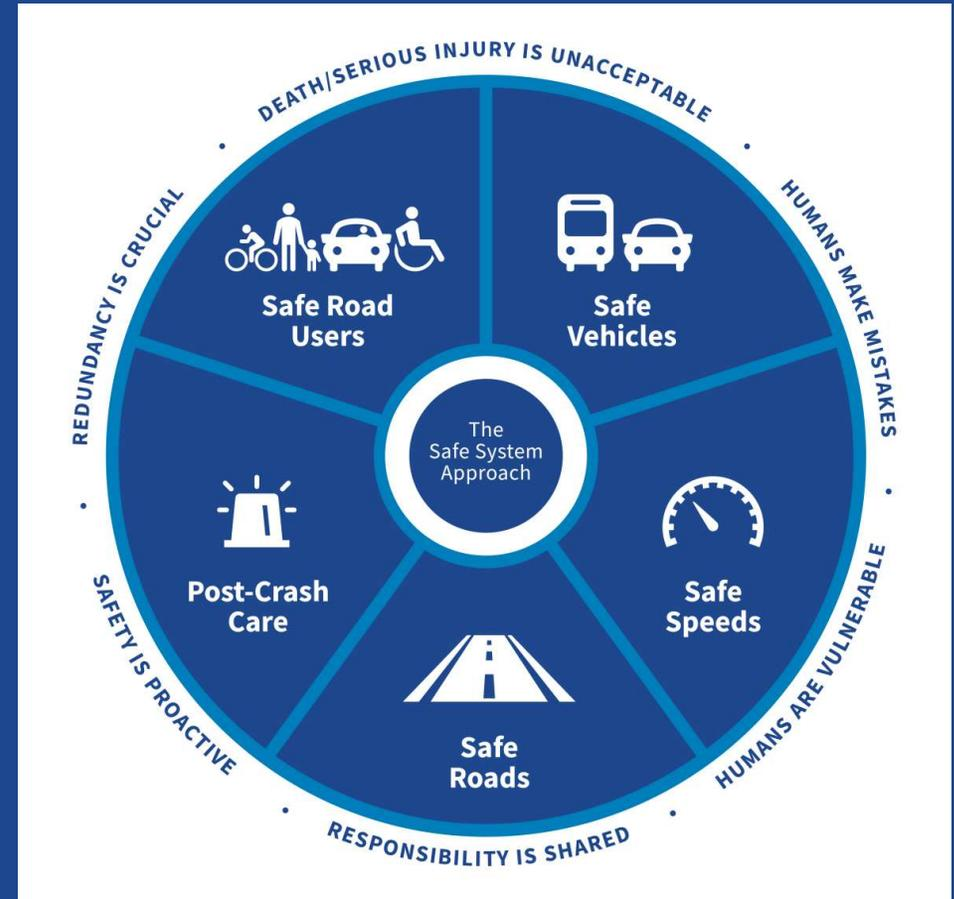 DEATH/SERIOUS INJURY IS UNACCEPTABLE
HUMANS MAKE MISTAKES
HUMANS ARE VULNERABLE
RESPONSIBILITY IS SHARED
SAFETY IS PROACTIVE
REDUNDANCY IS CRUCIAL
Safe Road
Users
Safe
Vehicles
Safe
Speeds
Safe
Roads
Post-Crash
Care
The
Safe System
Approach